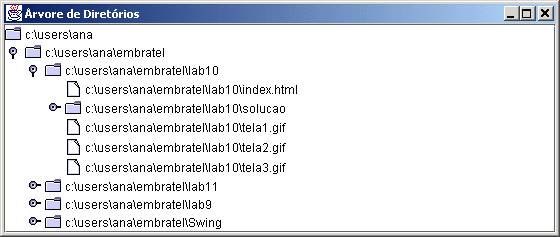 Árvore de Diretórios
c:\users\ana
c:\users\ana\embratel
c:\users\ana\embratel\lab10
c:\users\ana\embratel\lab10\index.html
c:\users\ana\embratel\lab10\solucao
c:\users\ana\embratel\lab10\tela1.gif
c:\users\ana\embratel\lab10\tela2.gif
c:\users\ana\embratel\lab10\tela3.gif
c:\users\ana\embratel\lab11
c:\users\ana\embratel\lab9
c:\users\ana\embratel\Swing